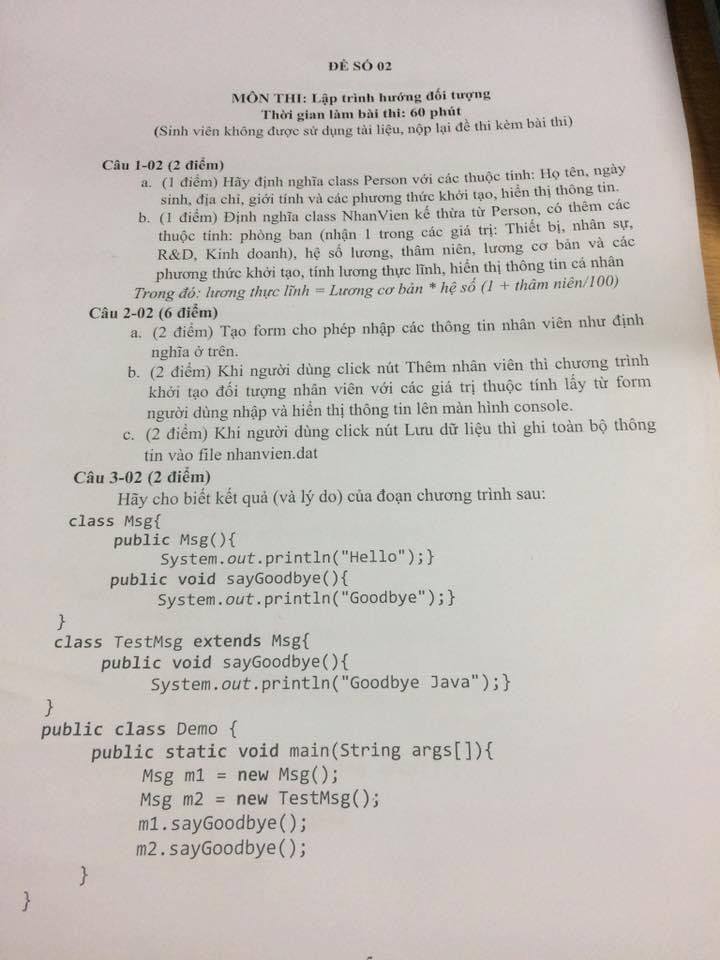 ĐỀ SỐ 02
MÔN THI: Lập trình hướng đối tượng
Thời gian làm bài thi: 60 phút
(Sinh viên không được sử dụng tài liệu, nộp lại đề thi kèm bài thi)
Câu 1-02 (2 điểm)
a. (1 điểm) Hãy định nghĩa class Person với các thuộc tính: Họ tên, ngày
sinh, địa chỉ, giới tính và các phương thức khởi tạo, hiển thị thông tin.
b. (1 điểm) Định nghĩa class NhanVien kế thừa từ Person, có thêm các
thuộc tính: phòng ban (nhận 1 trong các giá trị: Thiết bị, nhân sự,
R&D, Kinh doanh), hệ số lương, thâm niên, lương cơ bản và các
phương thức khởi tạo, tính lương thực lĩnh, hiển thị thông tin cá nhân
Trong đó: lương thực lĩnh = Lương cơ bản * hệ số (1 + thâm niên/100)
Câu 2-02 (6 điểm)
a. (2 điểm) Tạo form cho phép nhập các thông tin nhân viên như định
nghĩa ở trên.
b. (2 điểm) Khi người dùng click nút Thêm nhân viên thì chương trình
khởi tạo đối tượng nhân viên với các giá trị thuộc tính lấy từ form
người dùng nhập và hiển thị thông tin lên màn hình console.
c. (2 điểm) Khi người dùng click nút Lưu dữ liệu thì ghi toàn bộ thông
tin vào file nhanvien.dat
Câu 3-02 (2 điểm)
Hãy cho biết kết quả (và lý do) của đoạn chương trình sau:
class Msg{
public Msg(){
System.out.println("Hello");}
public void sayGoodbye(){
System.out.println("Goodbye");}
}
class TestMsg extends Msg{
public void sayGoodbye(){
System.out.println("Goodbye Java");}
}
public class Demo {
public static void main(String args[]){
Msg m1 = new Msg();
Msg m2 = new TestMsg();
m1.sayGoodbye();
m2.sayGoodbye();
}
}